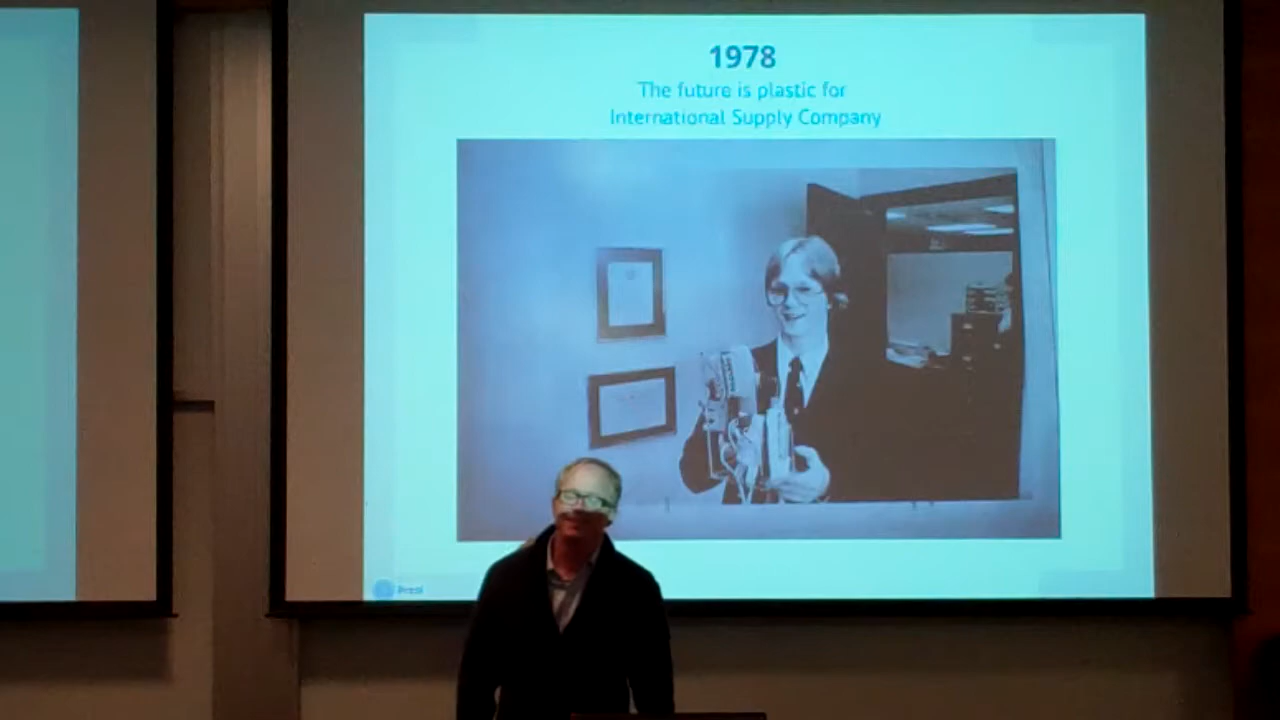 1978
The future is plastic for
International Supply Company
Prezi